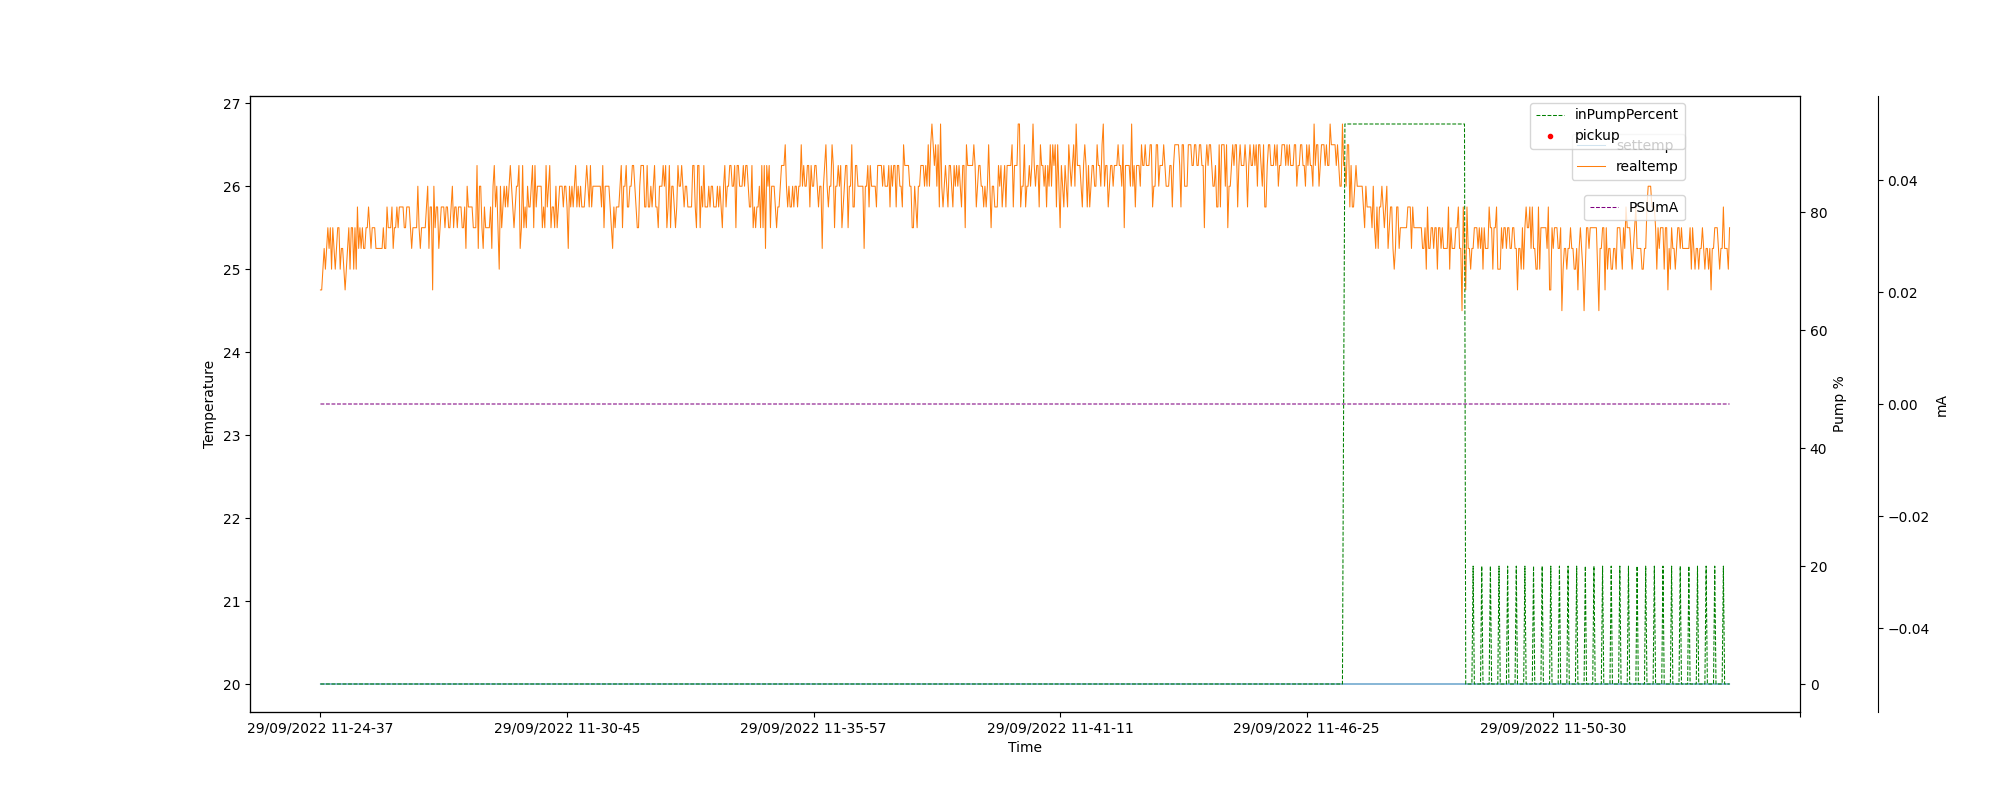 27
26
25
24
23
22
21
20
Temperature
29/09/2022 11-24-37
29/09/2022 11-30-45
29/09/2022 11-35-57
29/09/2022 11-41-11
29/09/2022 11-46-25
29/09/2022 11-50-30
Time
inPumpPercent
pickup
settemp
realtemp
PSUmA
80
60
40
20
0
Pump %
0.04
0.02
0.00
−0.02
−0.04
mA